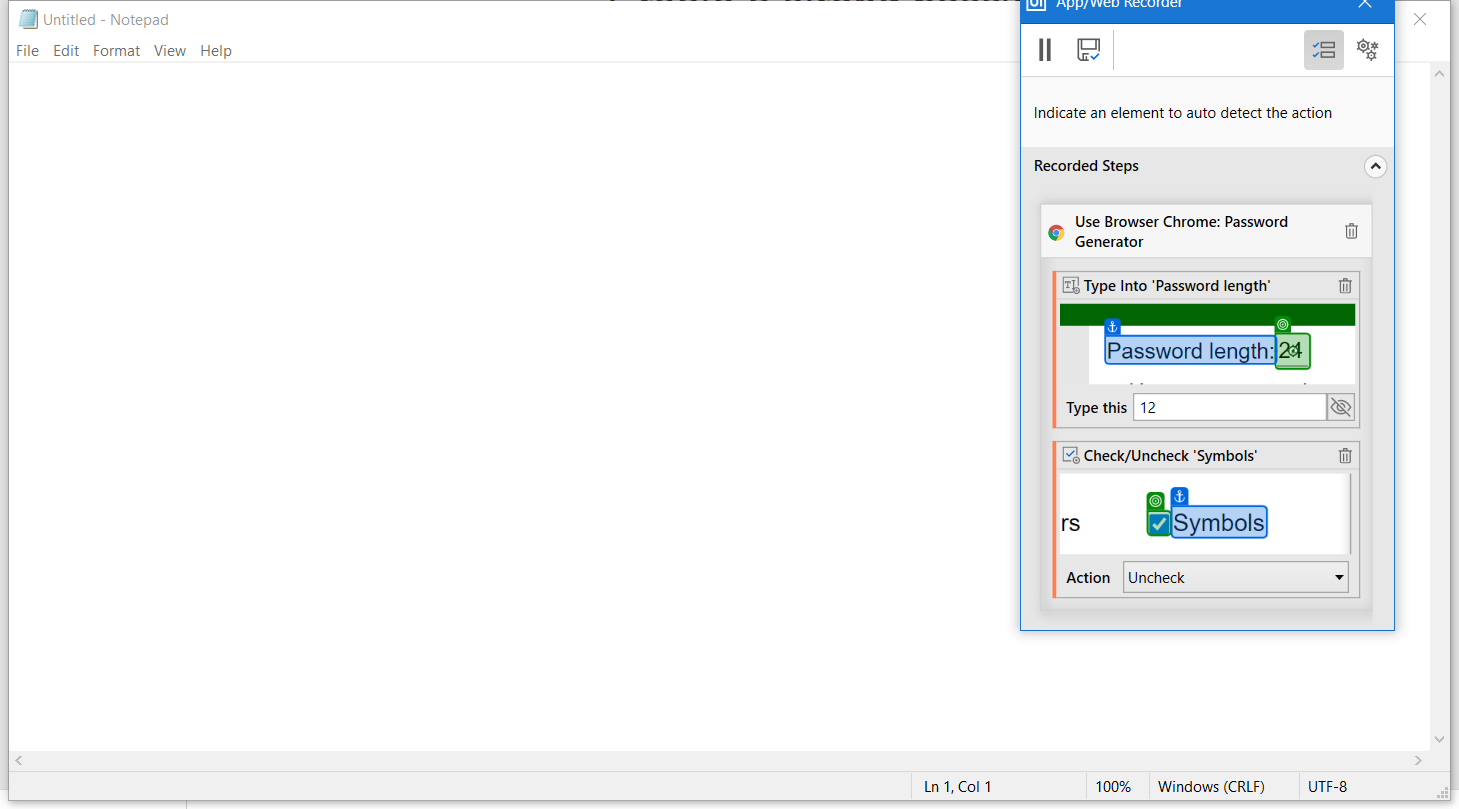 Untitled - Notepad
File Edit Format View Help
App/Web Recorder
Indicate an element to auto detect the action
Recorded Steps
Use Browser Chrome: Password
Generator
Type Into 'Password length'
Password length: 24
Type this 12
Check/Uncheck 'Symbols'
rs Symbols
Action Uncheck
Ln 1, Col 1 100% Windows (CRLF) UTF-8